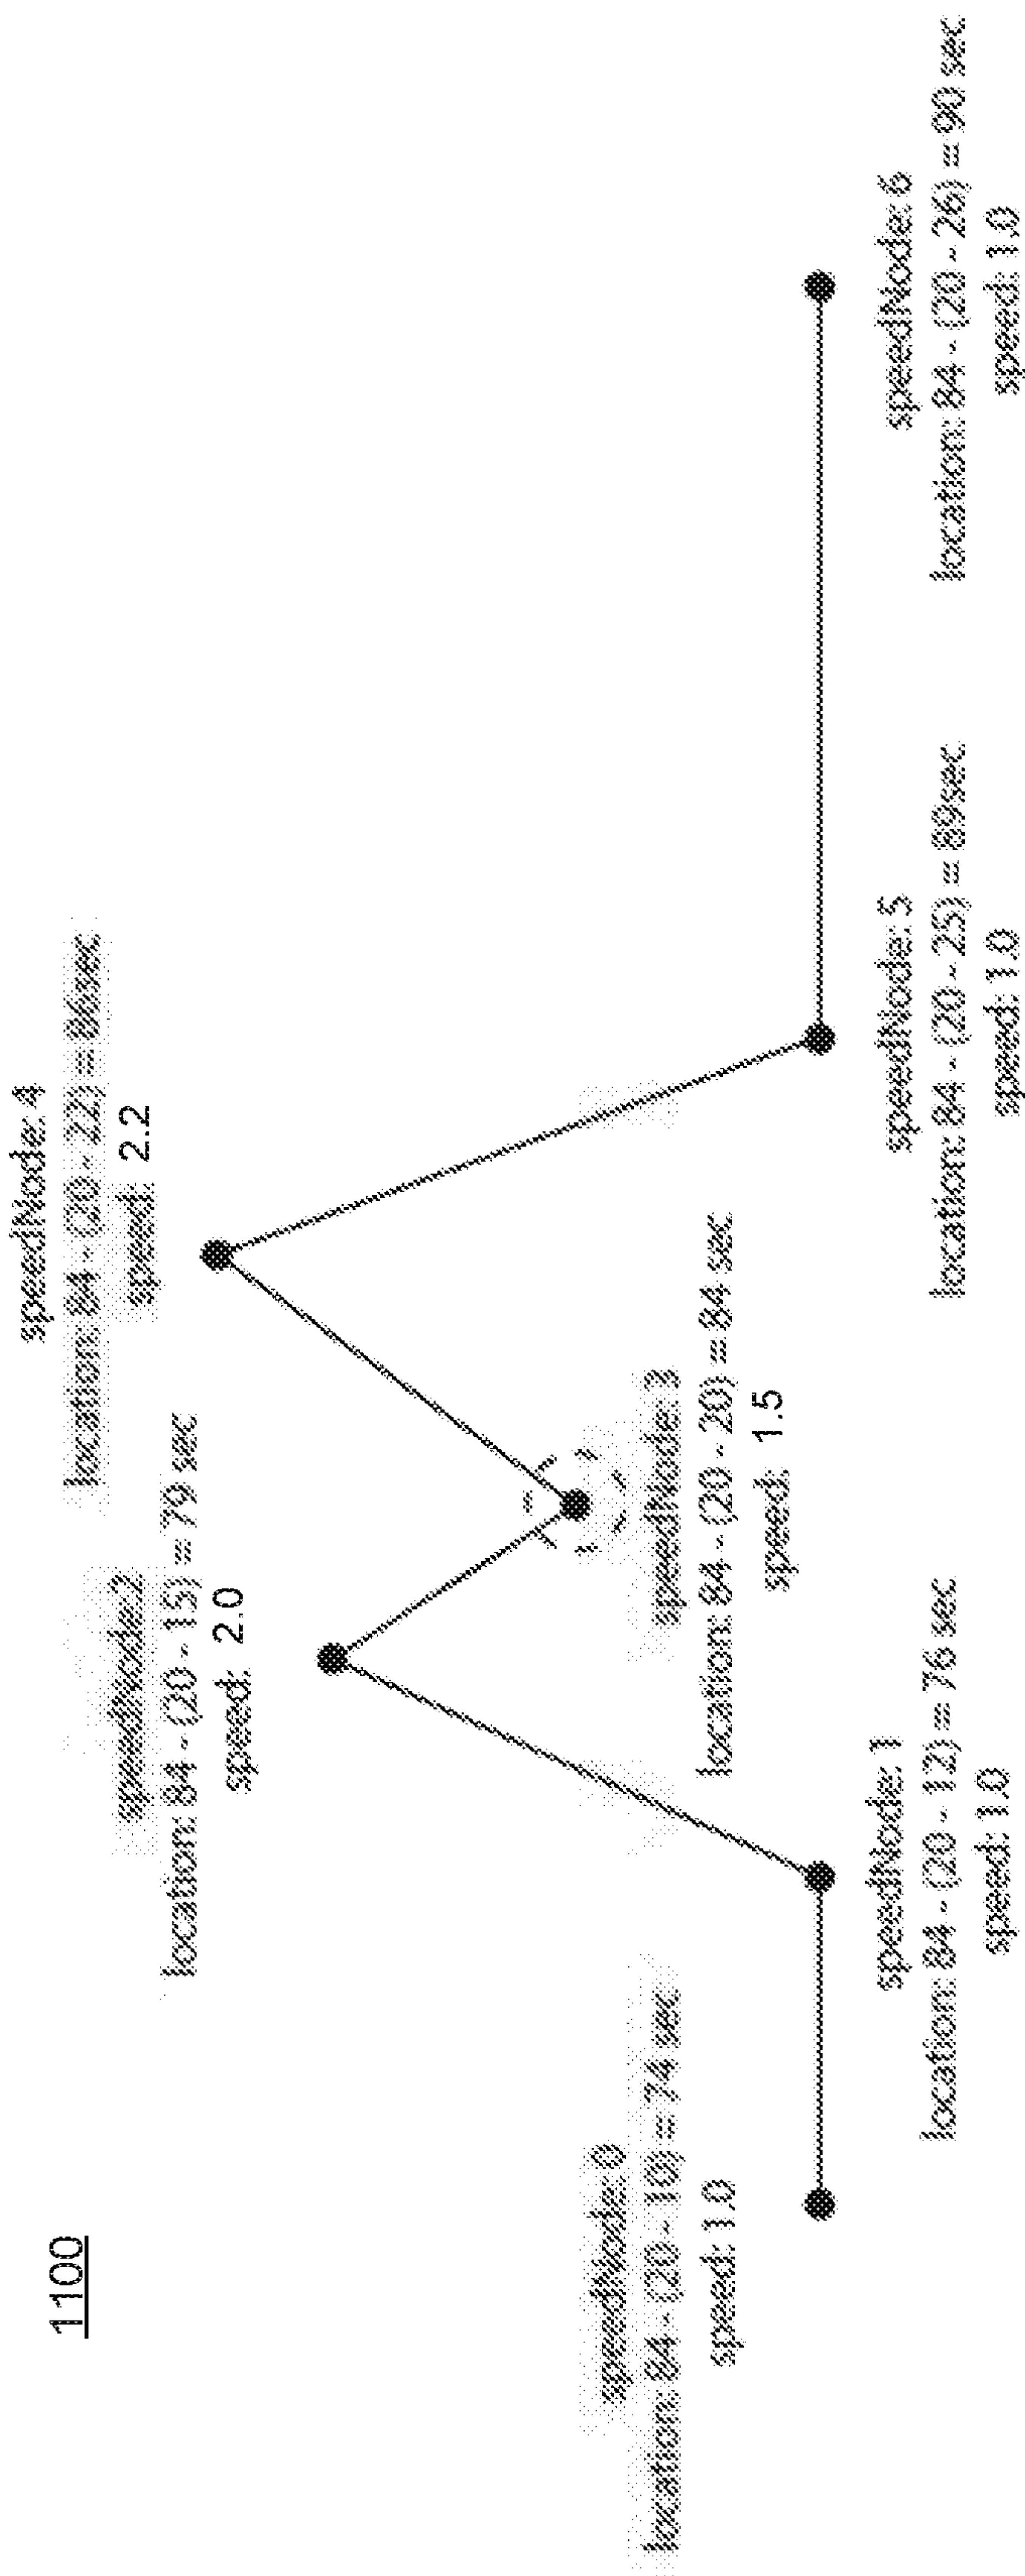 1100
speedNode: 0
location: 84 - (20 - 10) = 74 sec
speed: 1.0
speedNode: 1
location: 84 - (20 - 12) = 76 sec
speed: 1.0
speedNode: 2
location: 84 - (20 - 15) = 79 sec
speed: 2.0
speedNode: 3
location: 84 - (20 - 20) = 84 sec
speed: 1.5
speedNode: 4
location: 84 - (20 - 22) = 86sec
speed: 2.2
speedNode: 5
location: 84 - (20 - 25) = 89sec
speed: 1.0
speedNode: 6
location: 84 - (20 - 26) = 90 sec
speed: 1.0